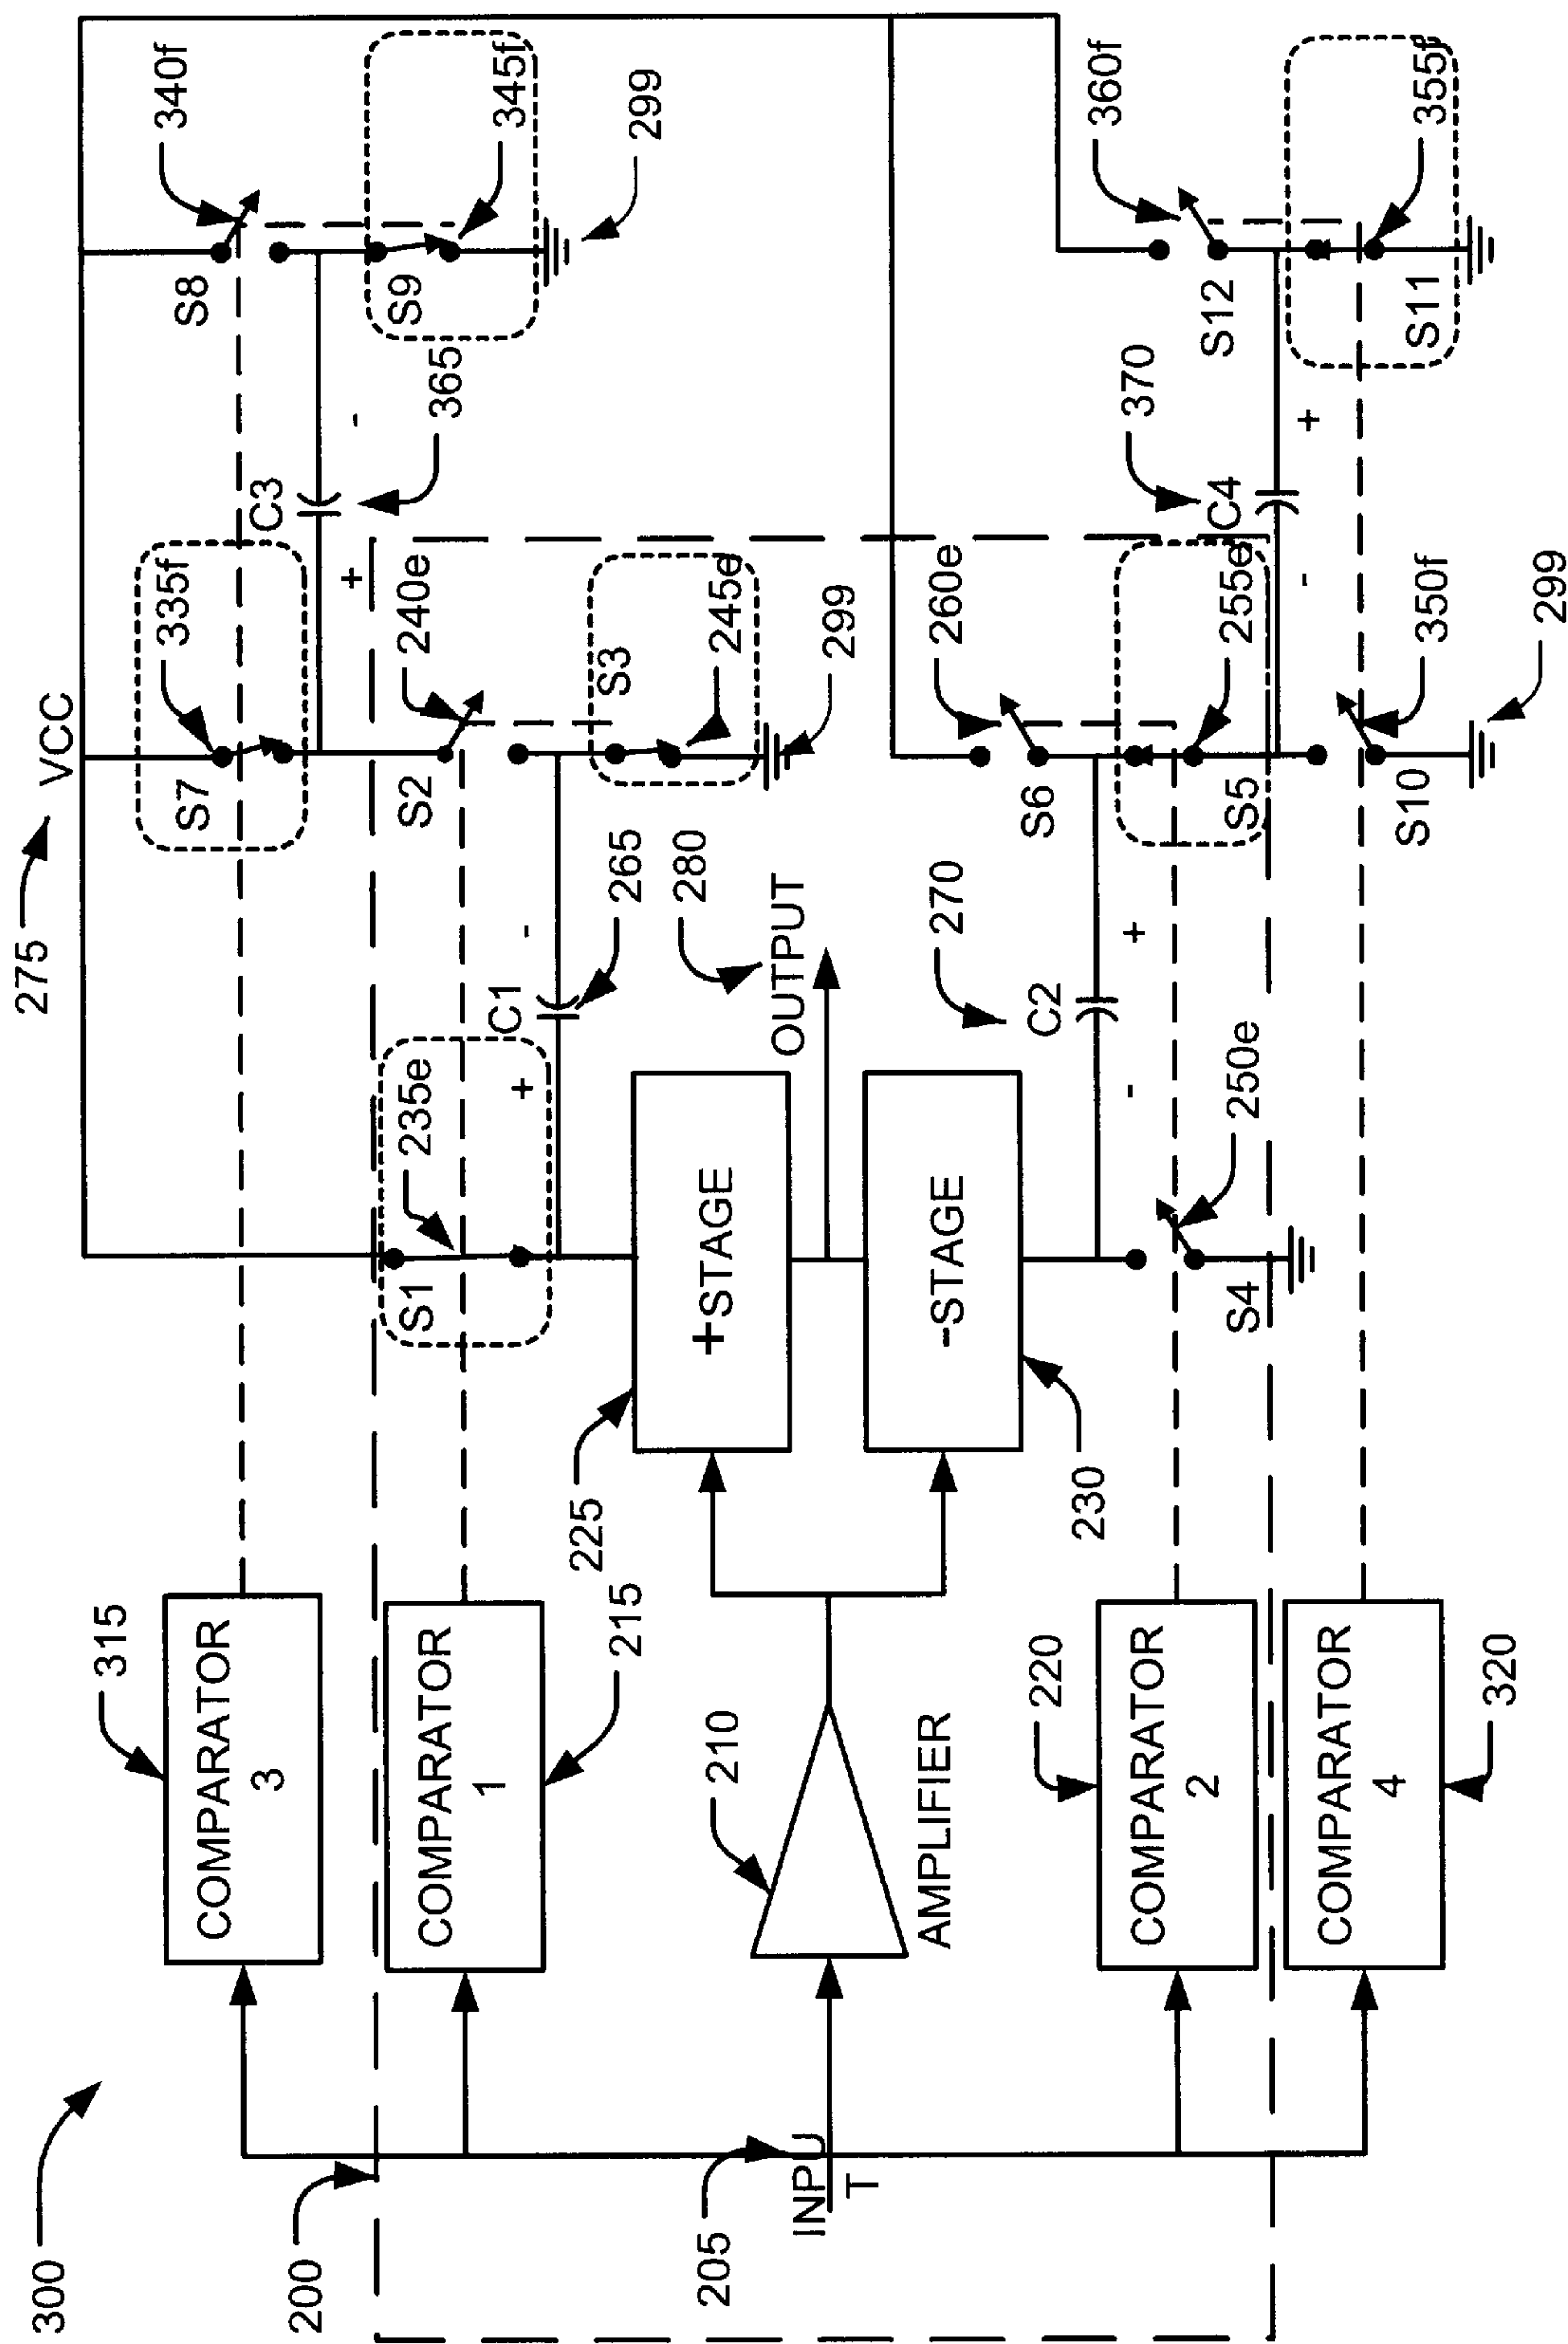 300
200
275
VCC
COMPARATOR
3
315
S7
335f
S8
340f
COMPARATOR
1
215
S1
235e
S2
240e
C3
+
-
365
S9
345f
299
C1
+
-
265
S3
245e
299
205
INPU
T
210
AMPLIFIER
225
+STAGE
-STAGE
230
280
OUTPUT
270
C2
-
+
260e
S6
255e
S5
370
C4
-
+
360f
S12
355f
S11
COMPARATOR
2
220
S4
250e
COMPARATOR
4
320
S10
350f
299